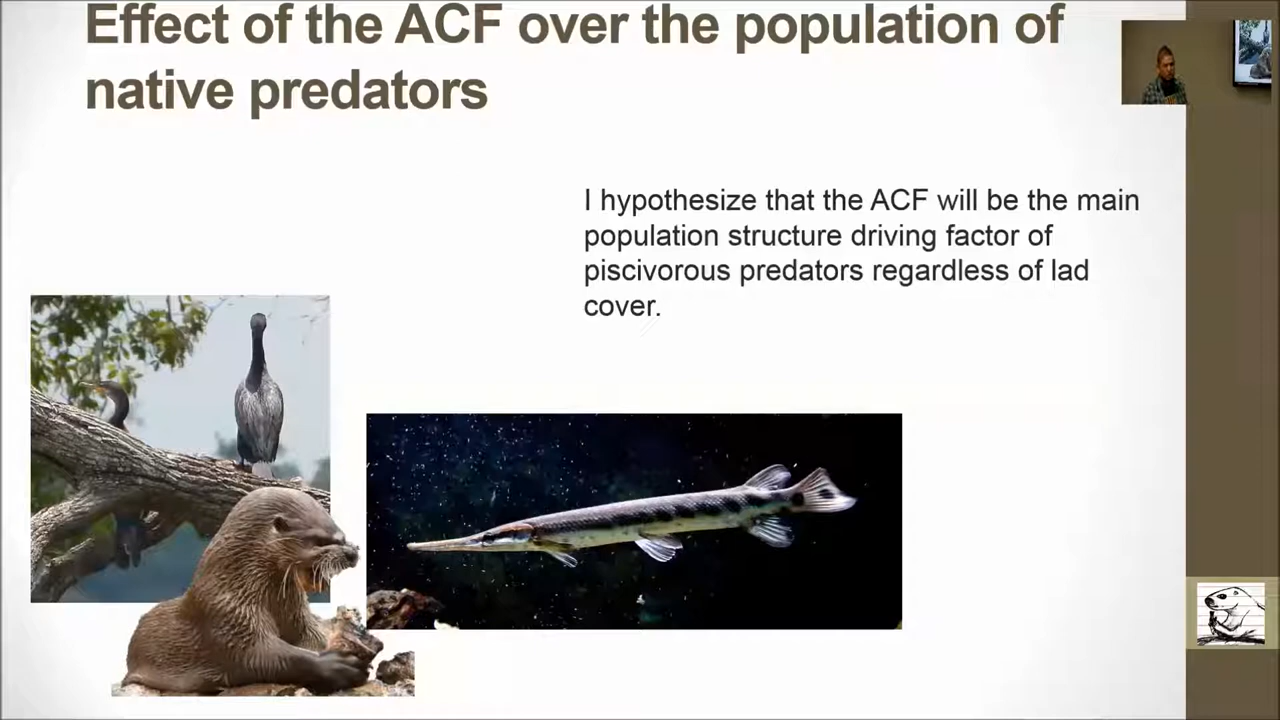 Effect of the ACF over the population of
native predators
I hypothesize that the ACF will be the main
population structure driving factor of
piscivorous predators regardless of lad
cover.